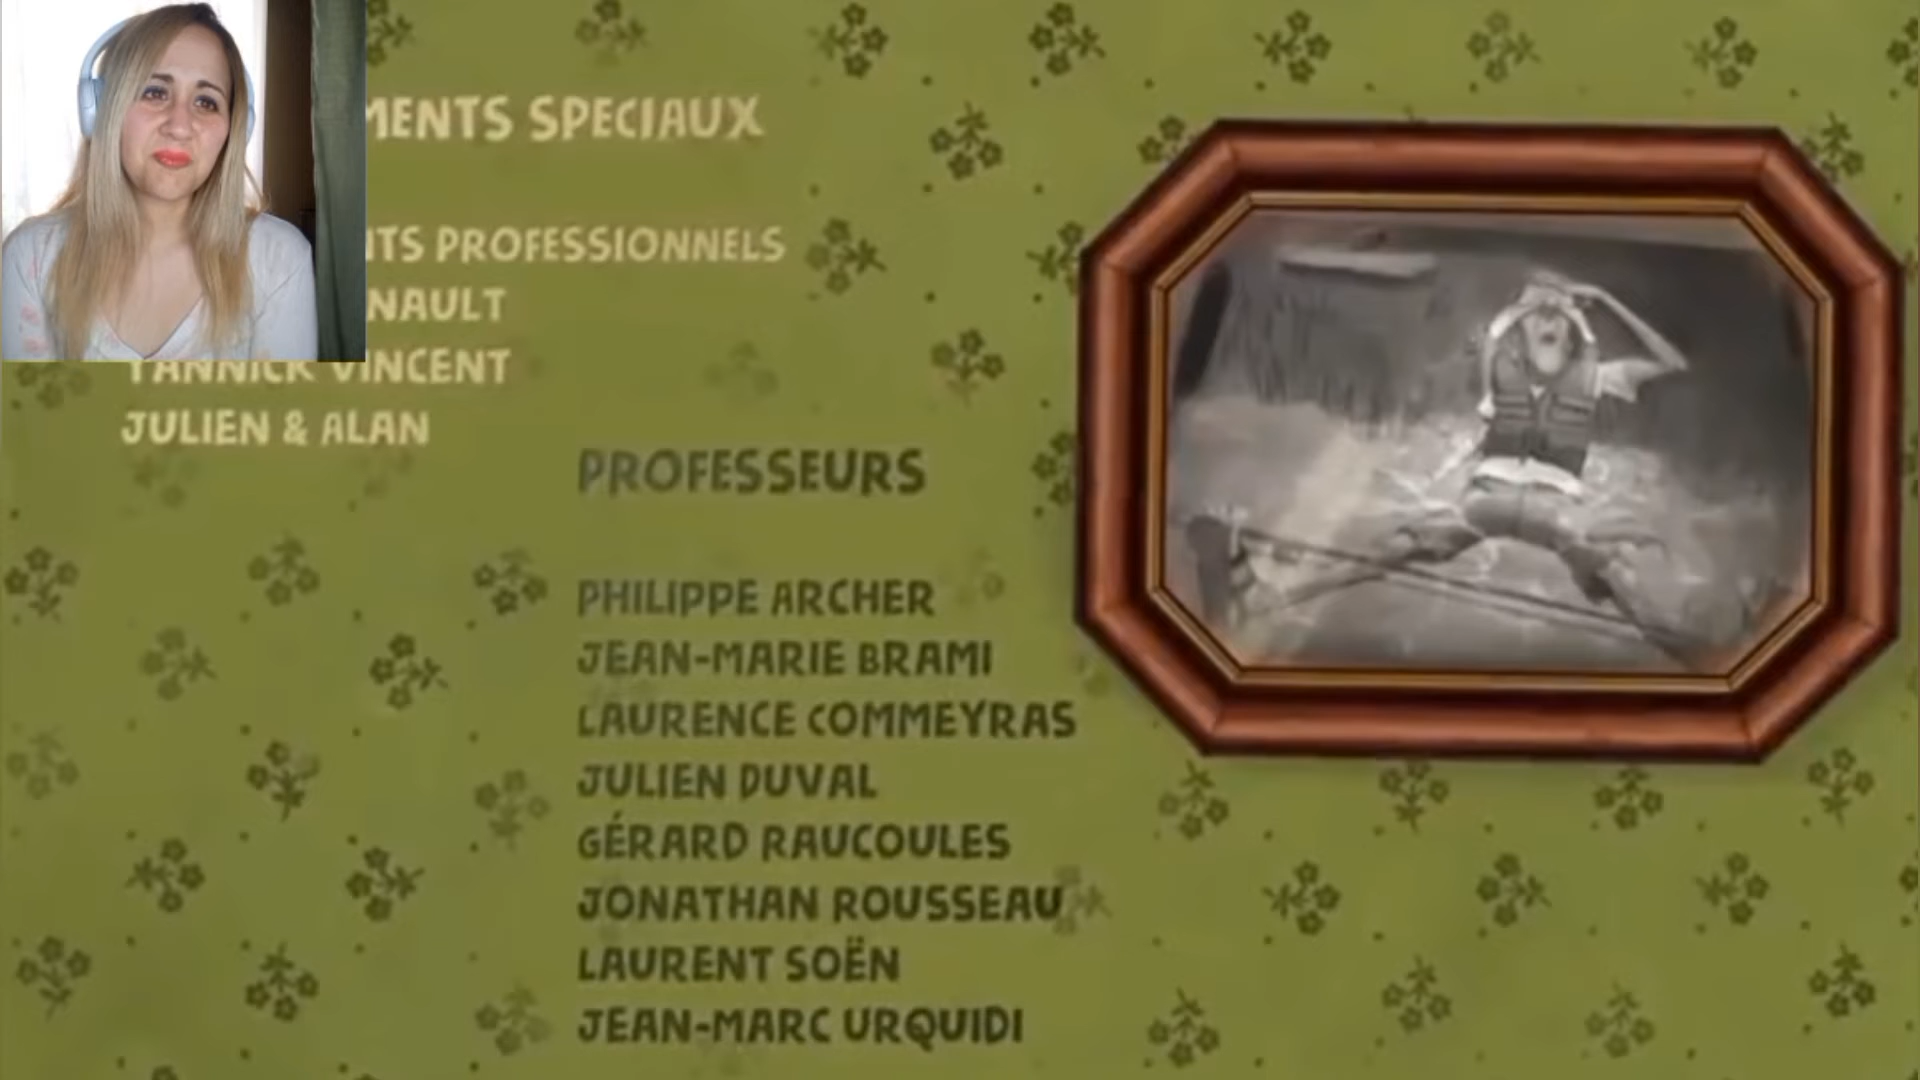 MENTS SPECIAUX
NTS PROFESSIONNELS
NAULT
YANNICK VINCENT
JULIEN & ALAN
PROFESSEURS
PHILIPPE ARCHER
JEAN-MARIE BRAMI
LAURENCE COMMEYRAS
JULIEN DUVAL
GÉRARD RAUCOULES
JONATHAN ROUSSEAU
LAURENT SOËN
JEAN-MARC URQUIDI